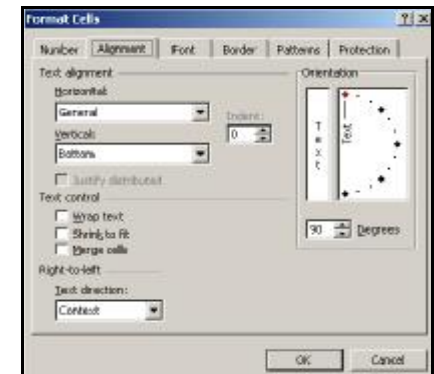 Format Cells
Number Alignment Font Border Patterns Protection
Text alignment
Horizontal:
General
Indent:
0
Vertical:
Bottom
Justify distributed
Text control
Wrap text
Shrink to fit
Merge cells
Right-to-left
Text direction:
Context
Orientation
Text
Text
90 Degrees
OK Cancel